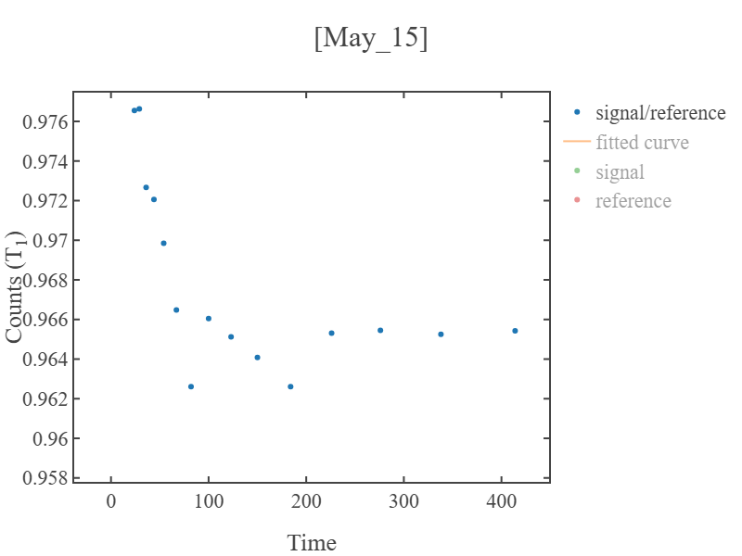 [May_15]
0.976
0.974
0.972
0.97
0.968
0.966
0.964
0.962
0.96
0.958
Counts (T₁)
0
100
200
300
400
Time
signal/reference
fitted curve
signal
reference